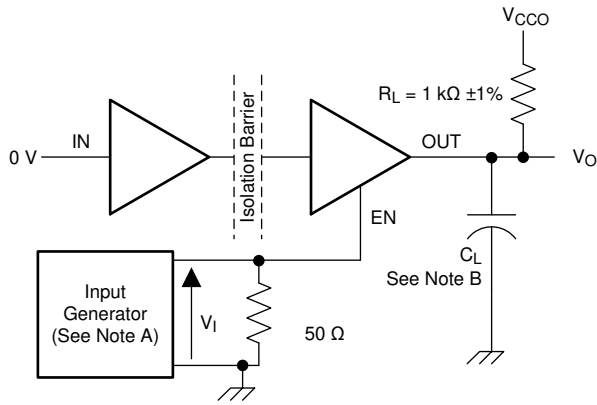 VCCO
RL = 1 kΩ ±1%
IN
OUT
0 V
VO
Isolation Barrier
EN
CL
See Note B
Input
Generator
(See Note A)
VI
50 Ω